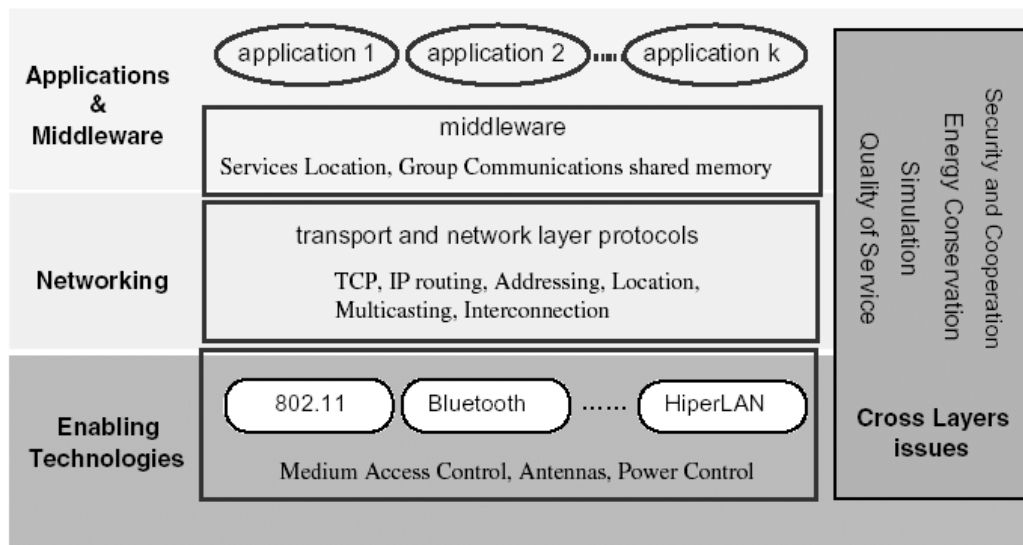 Applications
&
Middleware
application 1
application 2
.....
application k
middleware
Services Location, Group Communications shared memory
Networking
transport and network layer protocols
TCP, IP routing, Addressing, Location,
Multicasting, Interconnection
Enabling
Technologies
802.11
Bluetooth
......
HiperLAN
Medium Access Control, Antennas, Power Control
Security and Cooperation
Energy Conservation
Simulation
Quality of Service
Cross Layers
issues